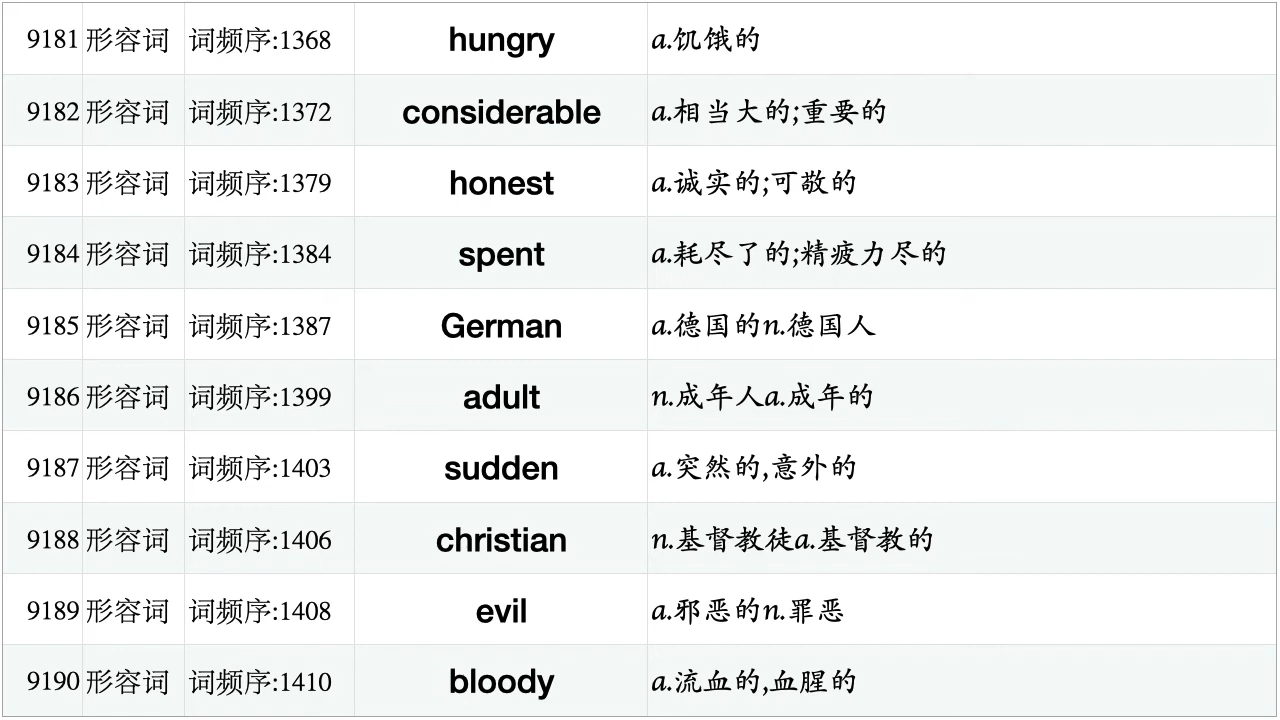 9181 形容词 词频序:1368 hungry a.饥饿的
9182 形容词 词频序:1372 considerable a.相当大的;重要的
9183 形容词 词频序:1379 honest a.诚实的;可敬的
9184 形容词 词频序:1384 spent a.耗尽了的;精疲力尽的
9185 形容词 词频序:1387 German a.德国的n.德国人
9186 形容词 词频序:1399 adult n.成年人a.成年的
9187 形容词 词频序:1403 sudden a.突然的,意外的
9188 形容词 词频序:1406 christian n.基督教徒a.基督教的
9189 形容词 词频序:1408 evil a.邪恶的n.罪恶
9190 形容词 词频序:1410 bloody a.流血的,血腥的